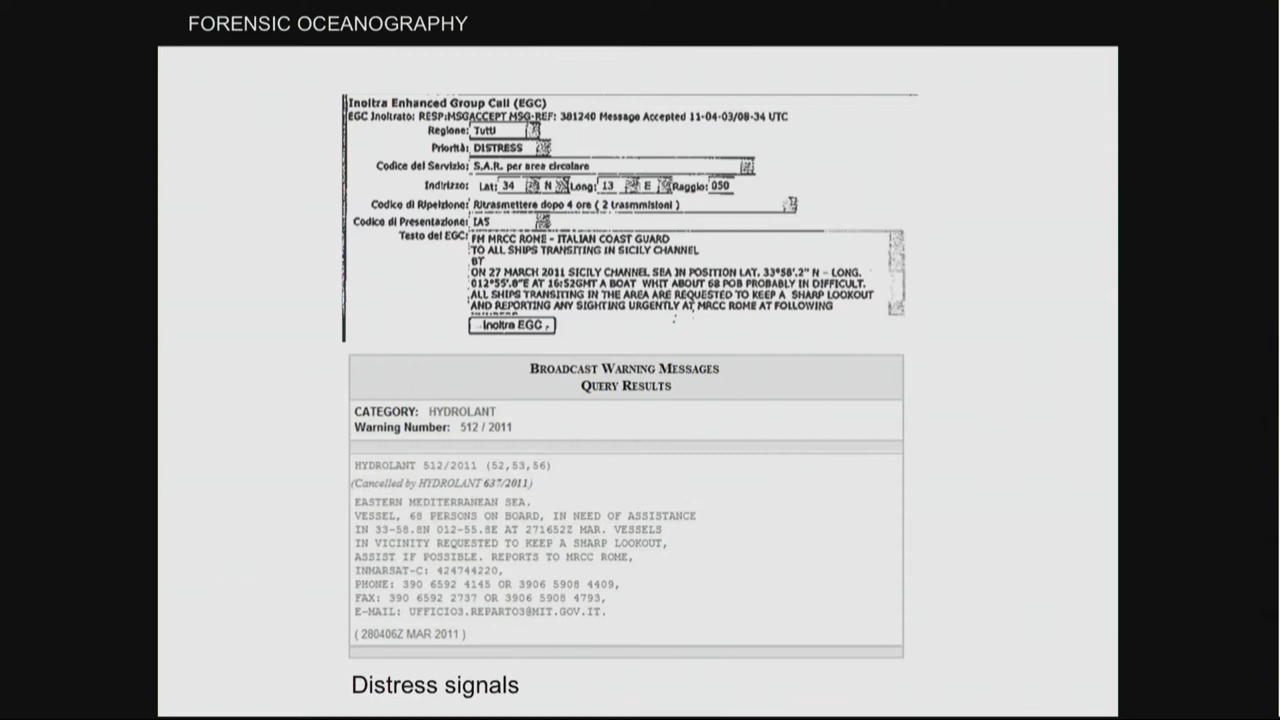 FORENSIC OCEANOGRAPHY
Inoltra Enhanced Group Call (EGC)
EGC Inoltrato: RESP:MSGACCEPT MSG-REF: 381240 Message Accepted 11-04-03/08-34 UTC
Regione: Tutti
Priorità: DISTRESS
Codice del Servizio: S.A.R. per area circolare
Indirizzo: Lat: 34 N Long: 13 E Raggio: 050
Codice di Ripeizione: Ritrasmettere dopo 4 ore ( 2 trasmmisioni )
Codice di Presentazione: IA5
Testo del EGC: FM MRCC ROME - ITALIAN COAST GUARD
TO ALL SHIPS TRANSITING IN SICILY CHANNEL
BT
ON 27 MARCH 2011 SICILY CHANNEL SEA IN POSITION LAT. 33°58'.2" N - LONG.
012°55'.8"E AT 16:52GMT A BOAT WHIT ABOUT 68 POB PROBABLY IN DIFFICULT.
ALL SHIPS TRANSITING IN THE AREA ARE REQUESTED TO KEEP A SHARP LOOKOUT
AND REPORTING ANY SIGHTING URGENTLY AT MRCC ROME AT FOLLOWING
Inoltra EGC
BROADCAST WARNING MESSAGES
QUERY RESULTS
CATEGORY: HYDROLANT
Warning Number: 512 / 2011
HYDROLANT 512/2011 (52,53,56)
(Cancelled by HYDROLANT 637/2011)
EASTERN MEDITERRANEAN SEA.
VESSEL, 68 PERSONS ON BOARD, IN NEED OF ASSISTANCE
IN 33-58.8N 012-55.8E AT 271652Z MAR. VESSELS
IN VICINITY REQUESTED TO KEEP A SHARP LOOKOUT,
ASSIST IF POSSIBLE. REPORTS TO MRCC ROME,
INMARSAT-C: 424744220,
PHONE: 390 6592 4145 OR 3906 5908 4409,
FAX: 390 6592 2737 OR 3906 5908 4793,
E-MAIL: UFFICIO3.REPARTO3@MIT.GOV.IT.
( 280406Z MAR 2011 )
Distress signals